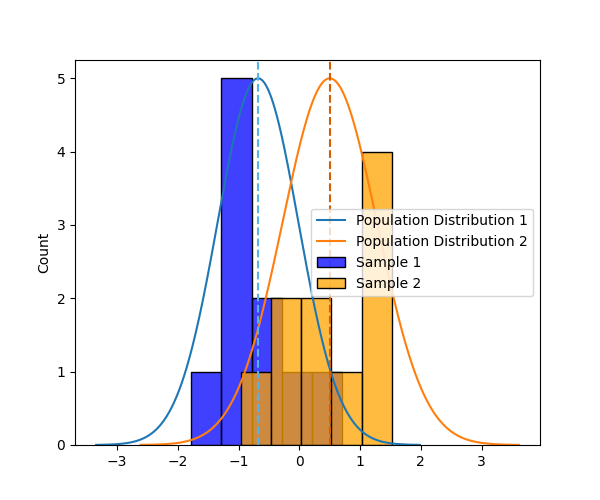 5
4
3
2
1
0
Count
Population Distribution 1
Population Distribution 2
Sample 1
Sample 2
−3 −2 −1 0 1 2 3